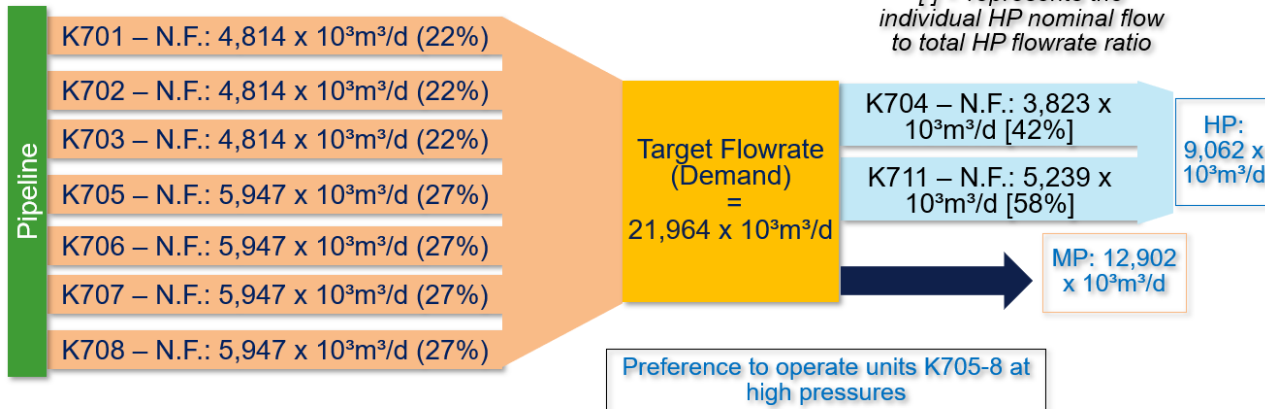 individual HP nominal flow
to total HP flowrate ratio
Pipeline
K701 – N.F.: 4,814 x 10³m³/d (22%)
K702 – N.F.: 4,814 x 10³m³/d (22%)
K703 – N.F.: 4,814 x 10³m³/d (22%)
K705 – N.F.: 5,947 x 10³m³/d (27%)
K706 – N.F.: 5,947 x 10³m³/d (27%)
K707 – N.F.: 5,947 x 10³m³/d (27%)
K708 – N.F.: 5,947 x 10³m³/d (27%)
Target Flowrate
(Demand)
=
21,964 x 10³m³/d
K704 – N.F.: 3,823 x
10³m³/d [42%]
K711 – N.F.: 5,239 x
10³m³/d [58%]
HP:
9,062 x
10³m³/d
MP: 12,902
x 10³m³/d
Preference to operate units K705-8 at
high pressures